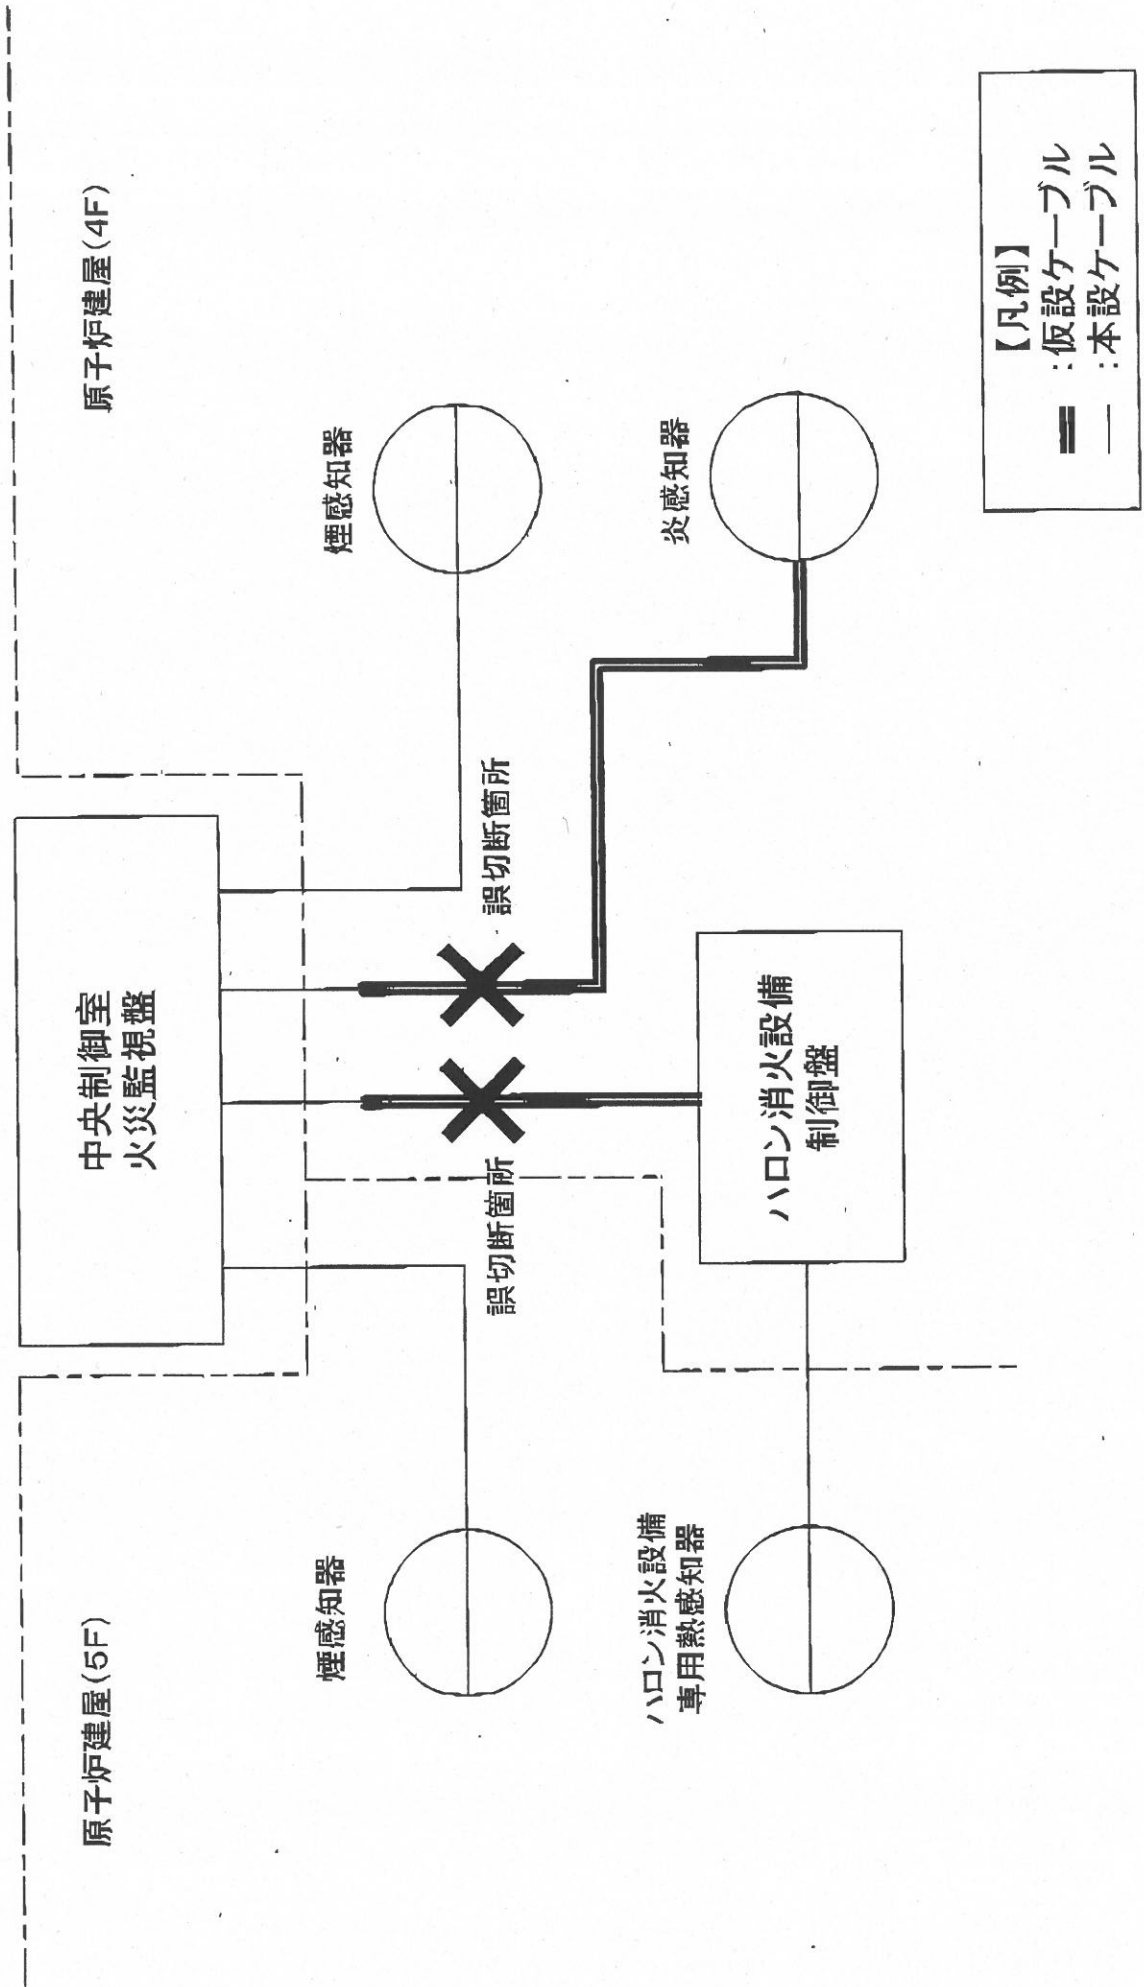 原子炉建屋(5F)
中央制御室
火災監視盤
原子炉建屋(4F)
煙感知器
煙感知器
誤切断箇所
誤切断箇所
ハロン消火設備
専用熱感知器
ハロン消火設備
制御盤
炎感知器
【凡例】
:仮設ケーブル
:本設ケーブル